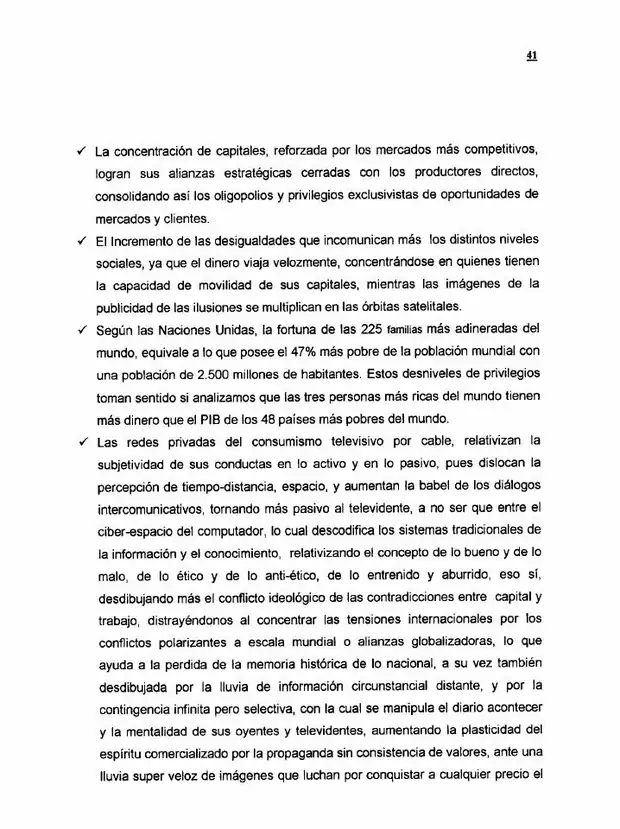 41
✓ La concentración de capitales, reforzada por los mercados más competitivos,
logran sus alianzas estratégicas cerradas con los productores directos,
consolidando así los oligopolios y privilegios exclusivistas de oportunidades de
mercados y clientes.
✓ El Incremento de las desigualdades que incomunican más los distintos niveles
sociales, ya que el dinero viaja velozmente, concentrándose en quienes tienen
la capacidad de movilidad de sus capitales, mientras las imágenes de la
publicidad de las ilusiones se multiplican en las órbitas satelitales.
✓ Según las Naciones Unidas, la fortuna de las 225 familias más adineradas del
mundo, equivale a lo que posee el 47% más pobre de la población mundial con
una población de 2.500 millones de habitantes. Estos desniveles de privilegios
toman sentido si analizamos que las tres personas más ricas del mundo tienen
más dinero que el PIB de los 48 países más pobres del mundo.
✓ Las redes privadas del consumismo televisivo por cable, relativizan la
subjetividad de sus conductas en lo activo y en lo pasivo, pues dislocan la
percepción de tiempo-distancia, espacio, y aumentan la babel de los diálogos
intercomunicativos, tornando más pasivo al televidente, a no ser que entre el
ciber-espacio del computador, lo cual descodifica los sistemas tradicionales de
la información y el conocimiento, relativizando el concepto de lo bueno y de lo
malo, de lo ético y de lo anti-ético, de lo entrenido y aburrido, eso sí,
desdibujando más el conflicto ideológico de las contradicciones entre capital y
trabajo, distrayéndonos al concentrar las tensiones internacionales por los
conflictos polarizantes a escala mundial o alianzas globalizadoras, lo que
ayuda a la perdida de la memoria histórica de lo nacional, a su vez también
desdibujada por la lluvia de información circunstancial distante, y por la
contingencia infinita pero selectiva, con la cual se manipula el diario acontecer
y la mentalidad de sus oyentes y televidentes, aumentando la plasticidad del
espíritu comercializado por la propaganda sin consistencia de valores, ante una
lluvia super veloz de imágenes que luchan por conquistar a cualquier precio el